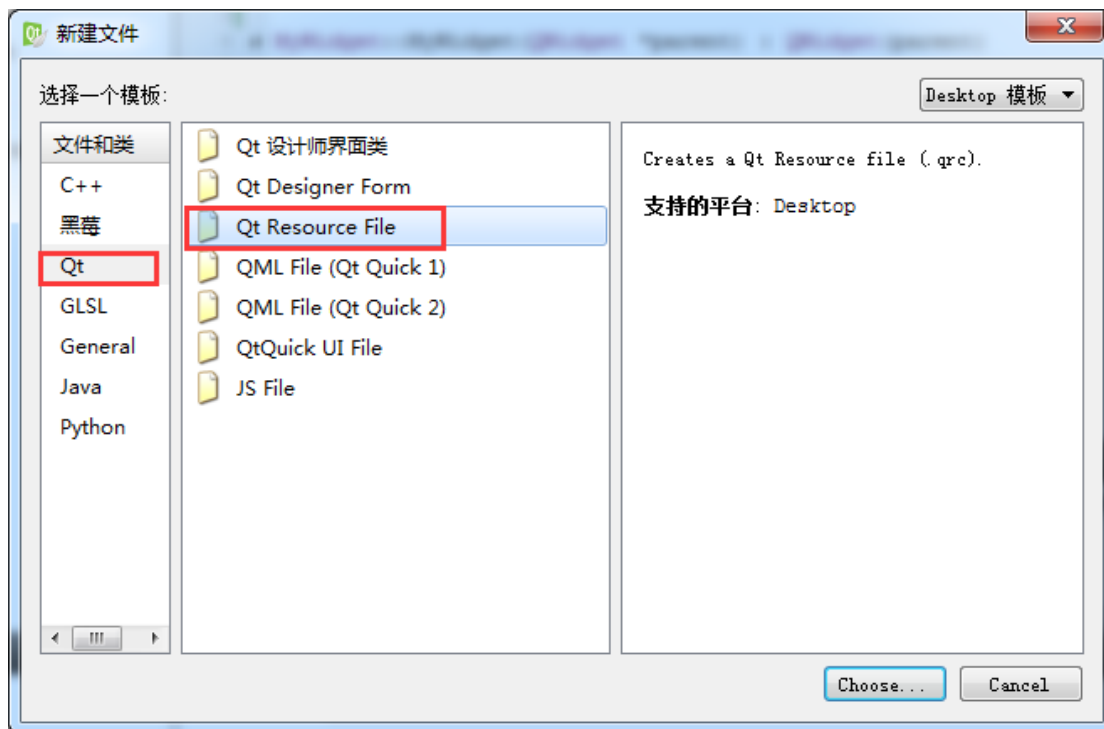 新建文件
选择一个模板:
Desktop 模板
文件和类
C++
黑莓
Qt
GLSL
General
Java
Python
Qt 设计师界面类
Qt Designer Form
Qt Resource File
QML File (Qt Quick 1)
QML File (Qt Quick 2)
QtQuick UI File
JS File
Creates a Qt Resource file (.qrc).
支持的平台: Desktop
Choose...
Cancel